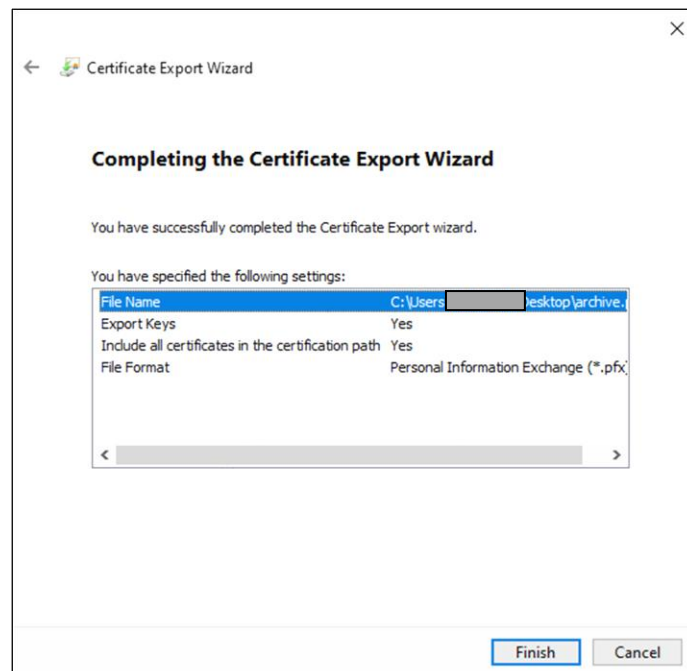 Certificate Export Wizard
Completing the Certificate Export Wizard
You have successfully completed the Certificate Export wizard.
You have specified the following settings:
File Name C:\Users Desktop\archive.p
Export Keys Yes
Include all certificates in the certification path Yes
File Format Personal Information Exchange (*.pfx)
Finish Cancel